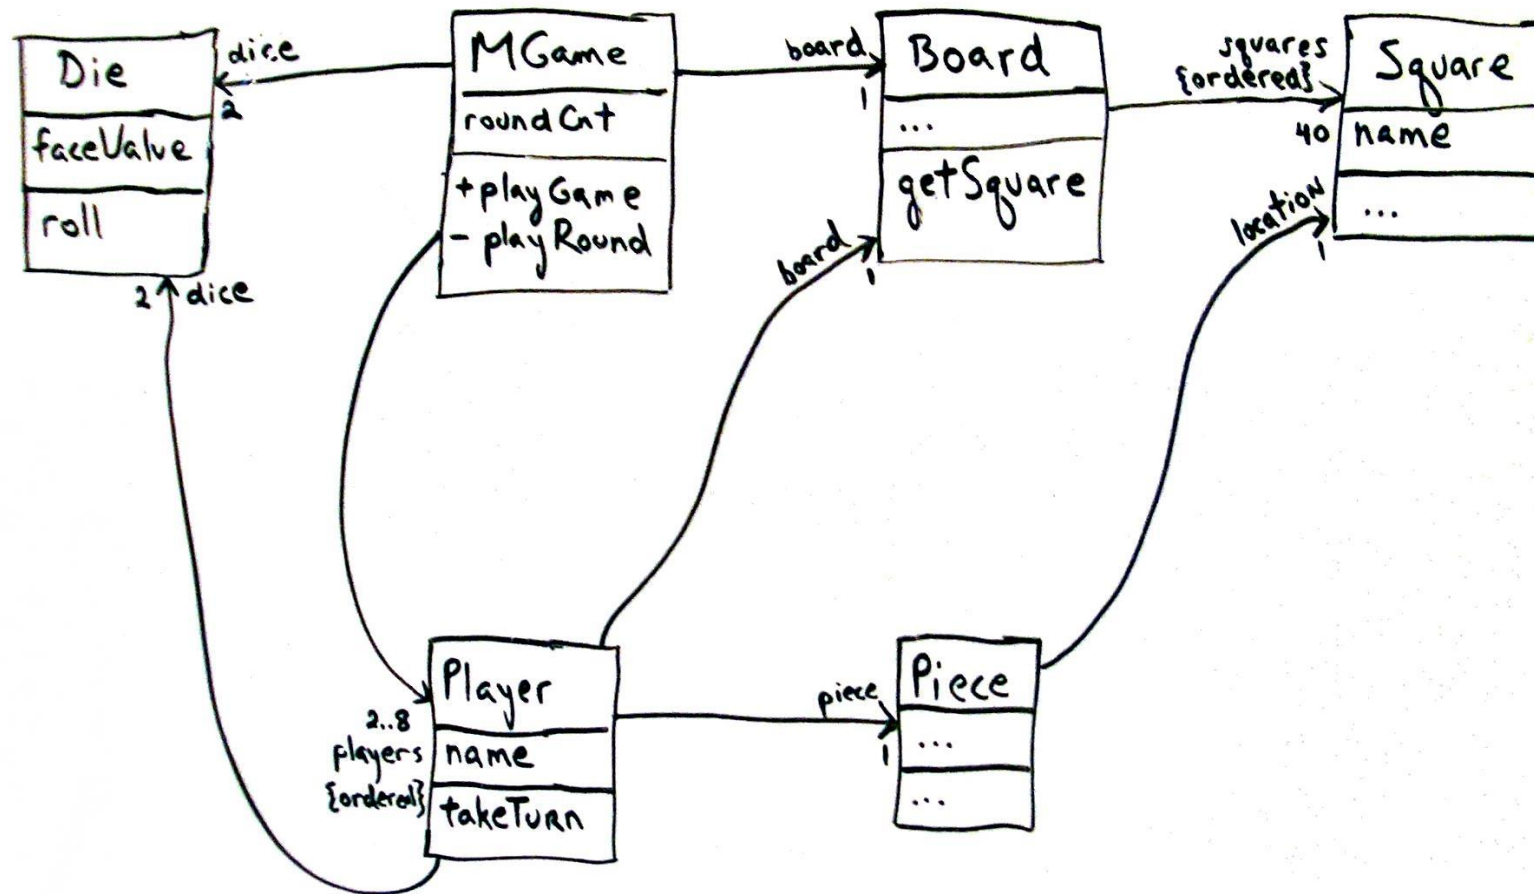 Die
faceValue
roll
dice
2
MGame
roundCnt
+playGame
- playRound
board
1
Board
...
getSquare
squares
{ordered}
40
Square
name
...
2
dice
board
1
location
1
2..8
players
{ordered}
Player
name
takeTurn
piece
1
Piece
...
...